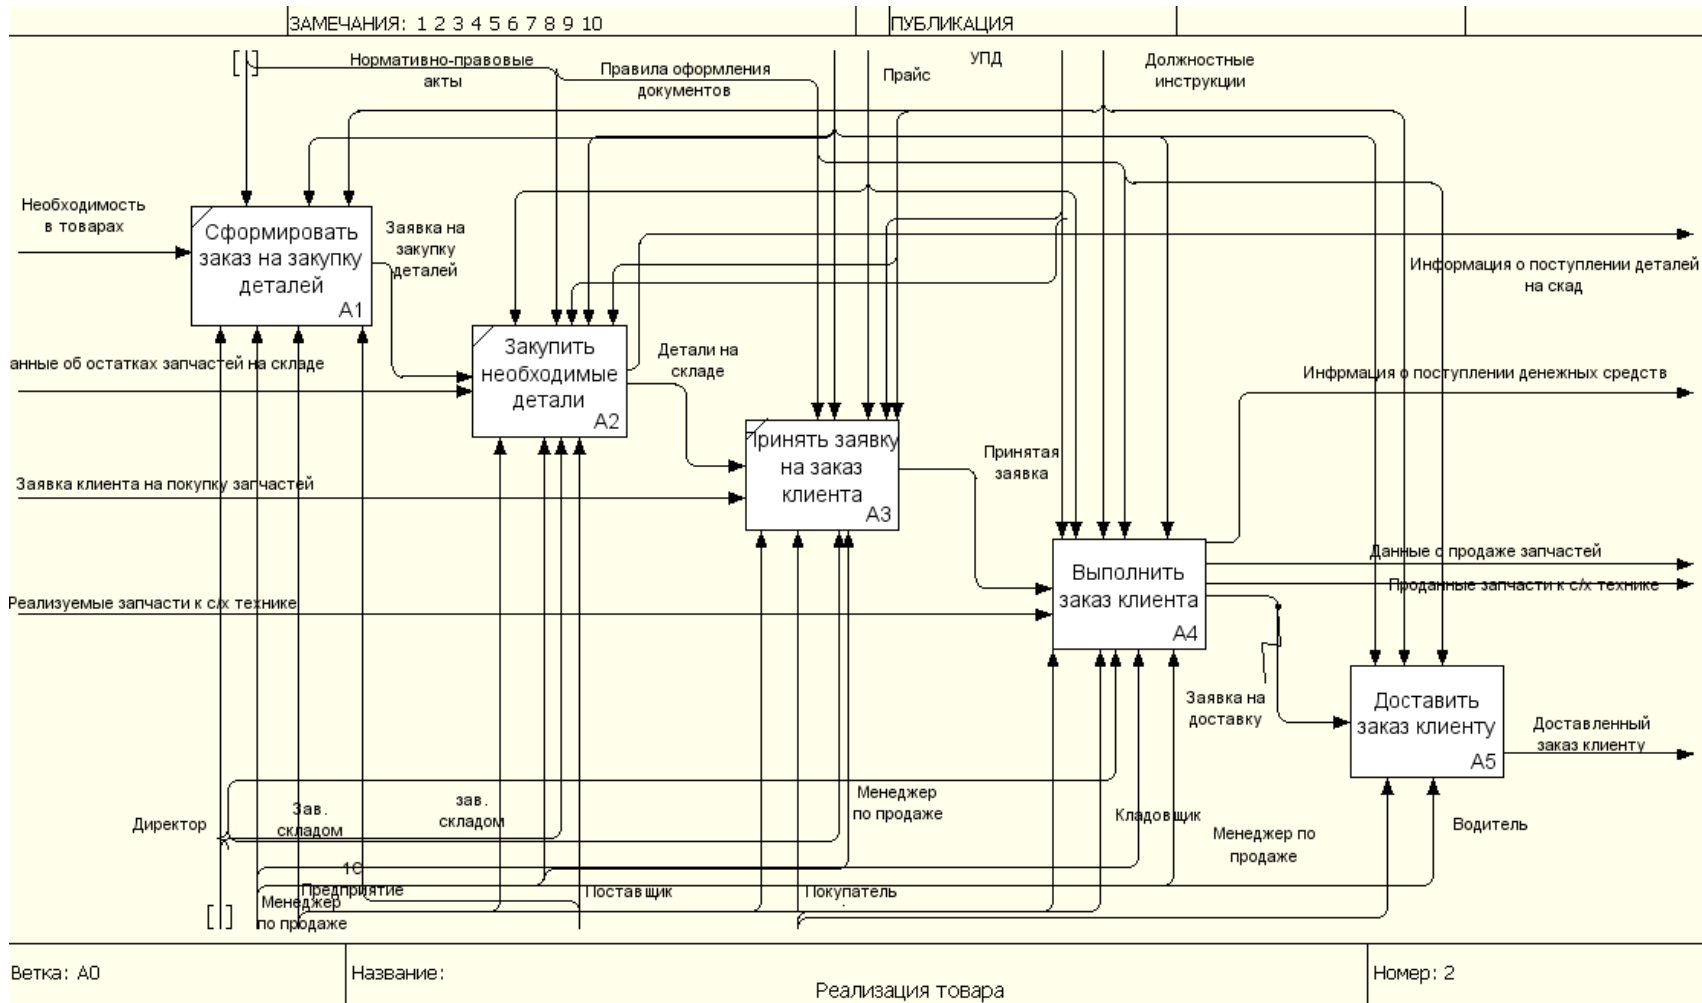 ЗАМЕЧАНИЯ: 1 2 3 4 5 6 7 8 9 10
ПУБЛИКАЦИЯ
Нормативно-правовые
акты
Правила оформления
документов
Прайс
УПД
Должностные
инструкции
Необходимость
в товарах
Сформировать
заказ на закупку
деталей
A1
Заявка на
закупку
деталей
Информация о поступлении деталей
на скад
анные об остатках запчастей на складе
Закупить
необходимые
детали
A2
Детали на
складе
Инфрмация о поступлении денежных средств
Заявка клиента на покупку запчастей
Принять заявку
на заказ
клиента
A3
Принятая
заявка
Данные о продаже запчастей
Проданные запчасти к с/х технике
Реализуемые запчасти к с/х технике
Выполнить
заказ клиента
A4
Заявка на
доставку
Доставить
заказ клиенту
A5
Доставленный
заказ клиенту
Директор
Зав.
складом
зав.
складом
Менеджер
по продаже
Кладовщик
Менеджер по
продаже
Водитель
1С
Предприятие
Менеджер
по продаже
Поставщик
Покупатель
Ветка: A0
Название:
Реализация товара
Номер: 2